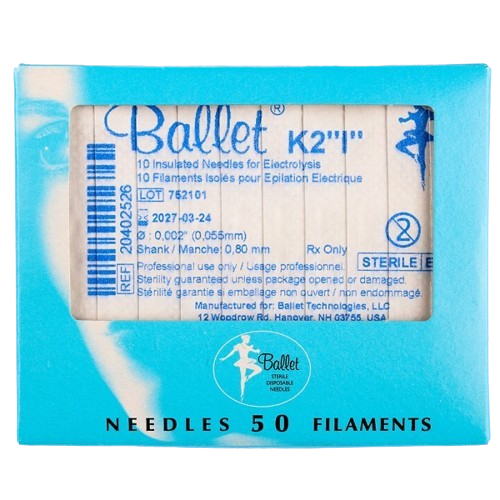 Ballet® K2"I"
10 Insulated Needles for Electrolysis
10 Filaments Isolés pour Epilation Electrique
LOT 752101
2027-03-24
Ø : 0,002" (0,055mm)
Shank / Manche: 0,80 mm Rx Only
REF 20402526
2
STERILE E
Professional use only / Usage professionnel.
Sterility guaranteed unless package opened or damaged.
Stérilité garantie si emballage non ouvert / non endommagé.
Manufactured for: Ballet Technologies, LLC
12 Woodrow Rd. Hanover, NH 03755, USA
Ballet
STERILE
DISPOSABLE
NEEDLES
NEEDLES 50 FILAMENTS